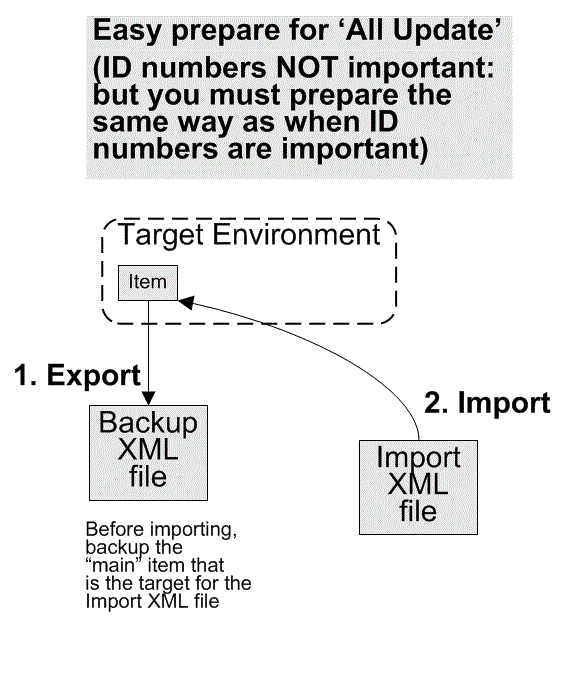 Easy prepare for ‘All Update’
(ID numbers NOT important:
but you must prepare the
same way as when ID
numbers are important)
Target Environment
Item
1. Export
2. Import
Backup
XML
file
Import
XML
file
Before importing,
backup the
“main” item that
is the target for the
Import XML file